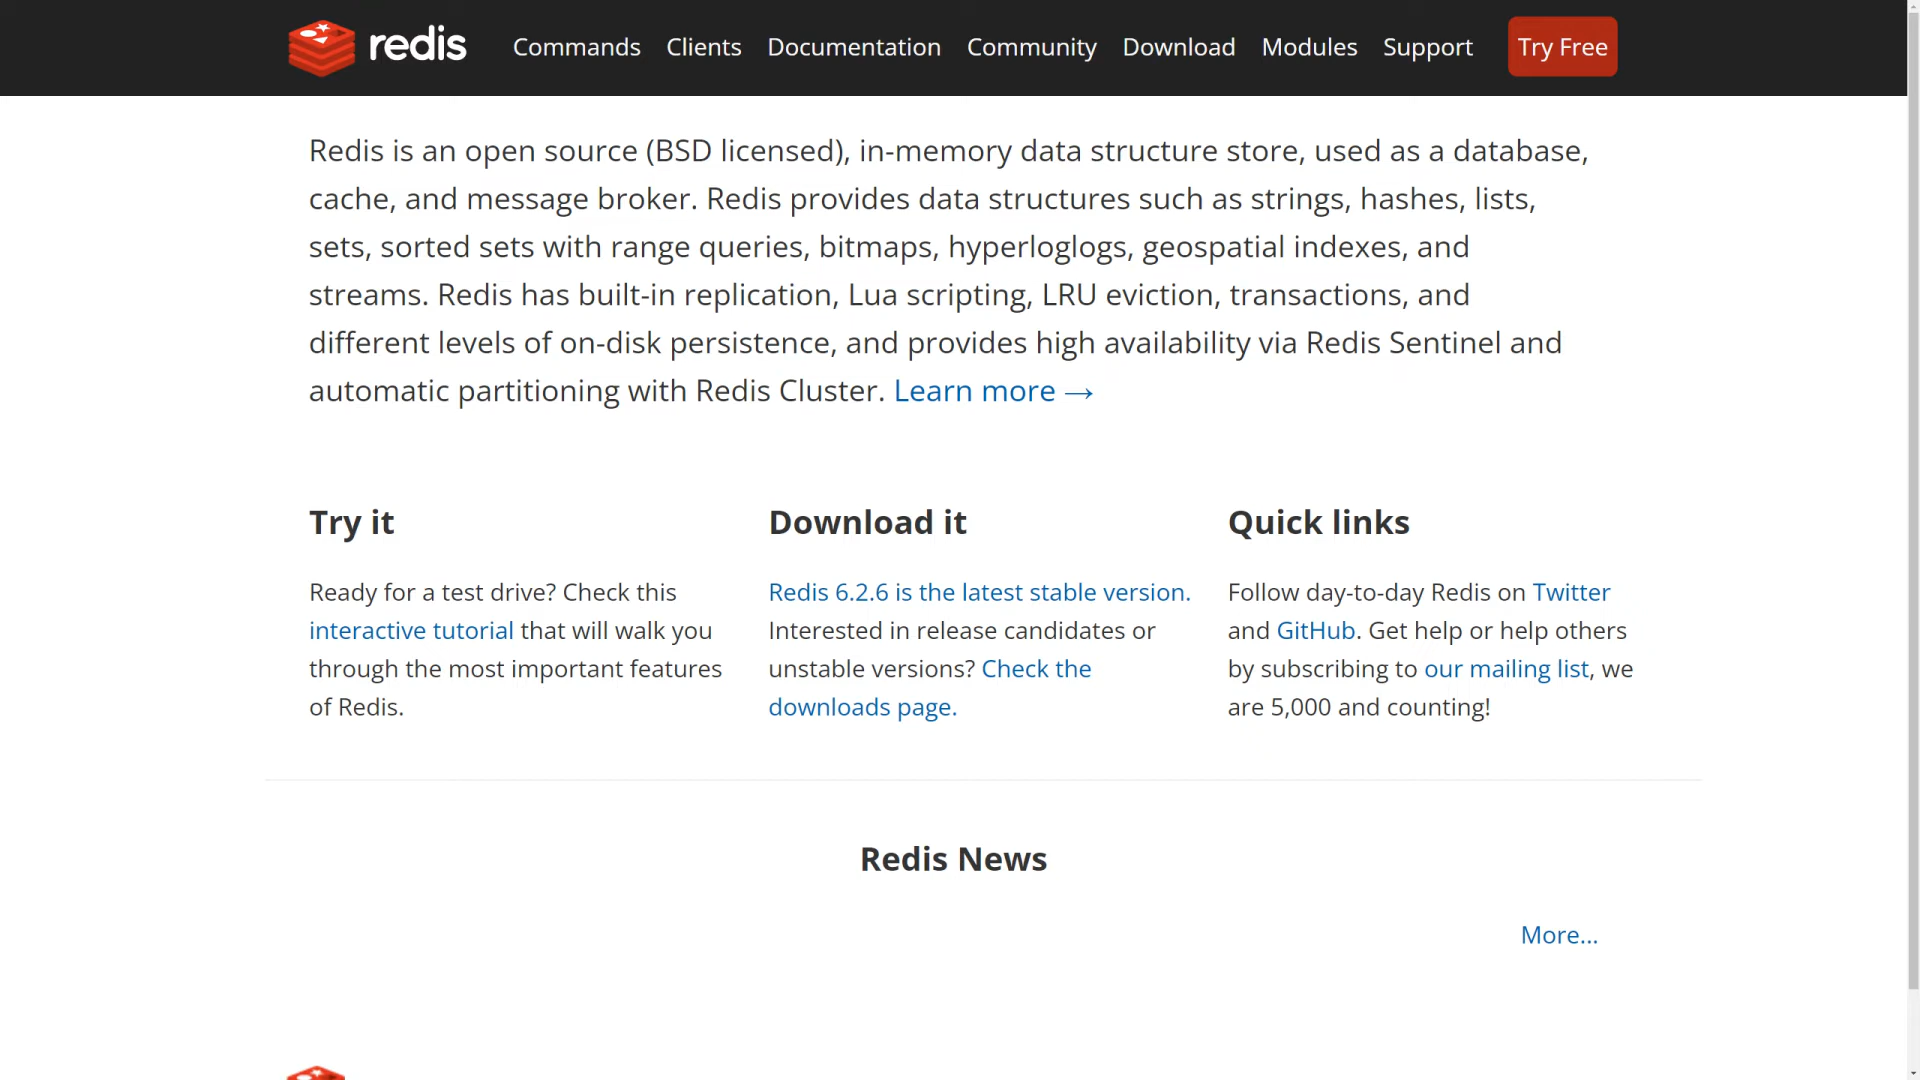 redis
Commands
Clients
Documentation
Community
Download
Modules
Support
Try Free
Redis is an open source (BSD licensed), in-memory data structure store, used as a database,
cache, and message broker. Redis provides data structures such as strings, hashes, lists,
sets, sorted sets with range queries, bitmaps, hyperloglogs, geospatial indexes, and
streams. Redis has built-in replication, Lua scripting, LRU eviction, transactions, and
different levels of on-disk persistence, and provides high availability via Redis Sentinel and
automatic partitioning with Redis Cluster. Learn more →
Try it
Ready for a test drive? Check this
interactive tutorial that will walk you
through the most important features
of Redis.
Download it
Redis 6.2.6 is the latest stable version.
Interested in release candidates or
unstable versions? Check the
downloads page.
Quick links
Follow day-to-day Redis on Twitter
and GitHub. Get help or help others
by subscribing to our mailing list, we
are 5,000 and counting!
Redis News
More...